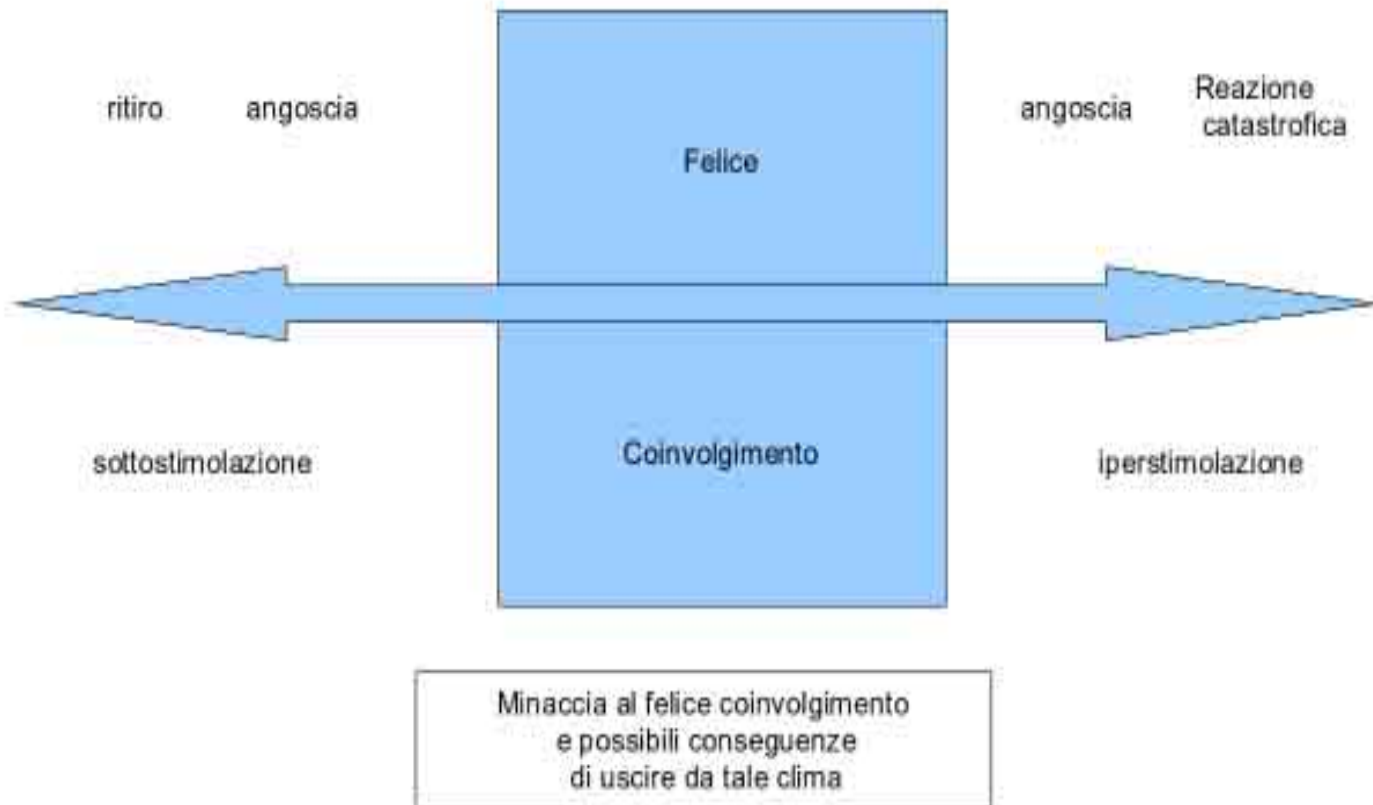 ritiro angoscia
Felice
angoscia
Reazione
catastrofica
sottostimolazione
Coinvolgimento
iperstimolazione
Minaccia al felice coinvolgimento
e possibili conseguenze
di uscire da tale clima